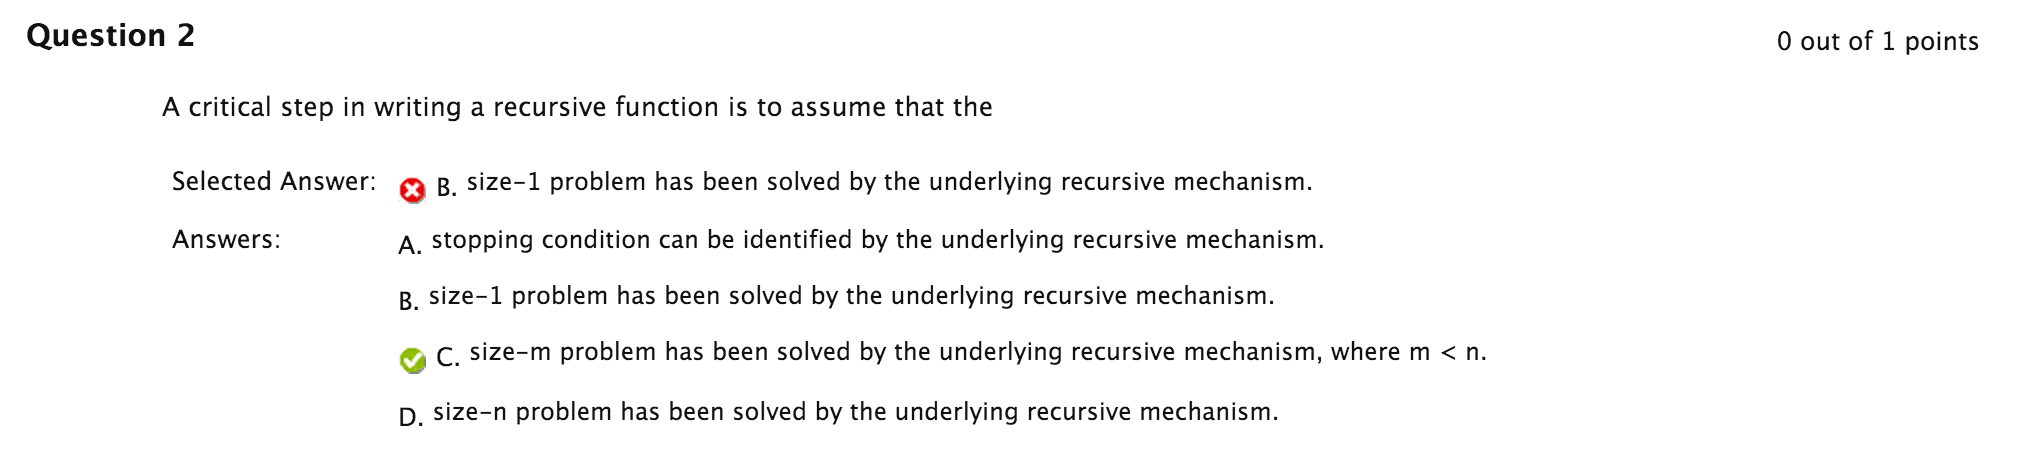 Question 2
0 out of 1 points
A critical step in writing a recursive function is to assume that the
Selected Answer: B. size-1 problem has been solved by the underlying recursive mechanism.
Answers: A. stopping condition can be identified by the underlying recursive mechanism.
B. size-1 problem has been solved by the underlying recursive mechanism.
C. size-m problem has been solved by the underlying recursive mechanism, where m < n.
D. size-n problem has been solved by the underlying recursive mechanism.